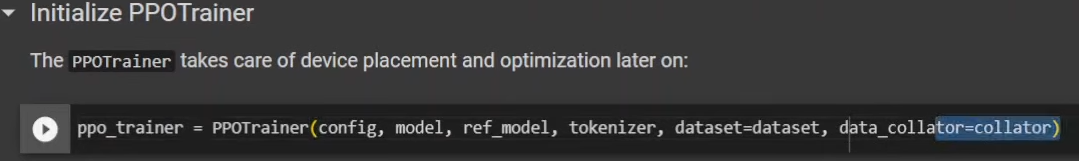 Initialize PPOTrainer
The PPOTrainer takes care of device placement and optimization later on:
ppo_trainer = PPOTrainer(config, model, ref_model, tokenizer, dataset=dataset, data_collator=collator)